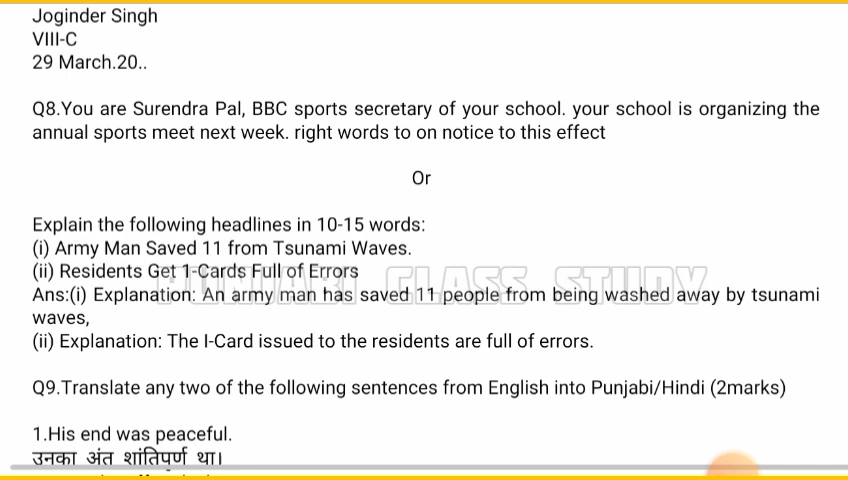 Joginder Singh
VIII-C
29 March.20..
Q8.You are Surendra Pal, BBC sports secretary of your school. your school is organizing the
annual sports meet next week. right words to on notice to this effect
Or
Explain the following headlines in 10-15 words:
(i) Army Man Saved 11 from Tsunami Waves.
(ii) Residents Get 1-Cards Full of Errors
PUNJABI CLASS STUDY
Ans:(i) Explanation: An army man has saved 11 people from being washed away by tsunami
waves,
(ii) Explanation: The I-Card issued to the residents are full of errors.
Q9.Translate any two of the following sentences from English into Punjabi/Hindi (2marks)
1.His end was peaceful.
उनका अंत शांतिपूर्ण था।